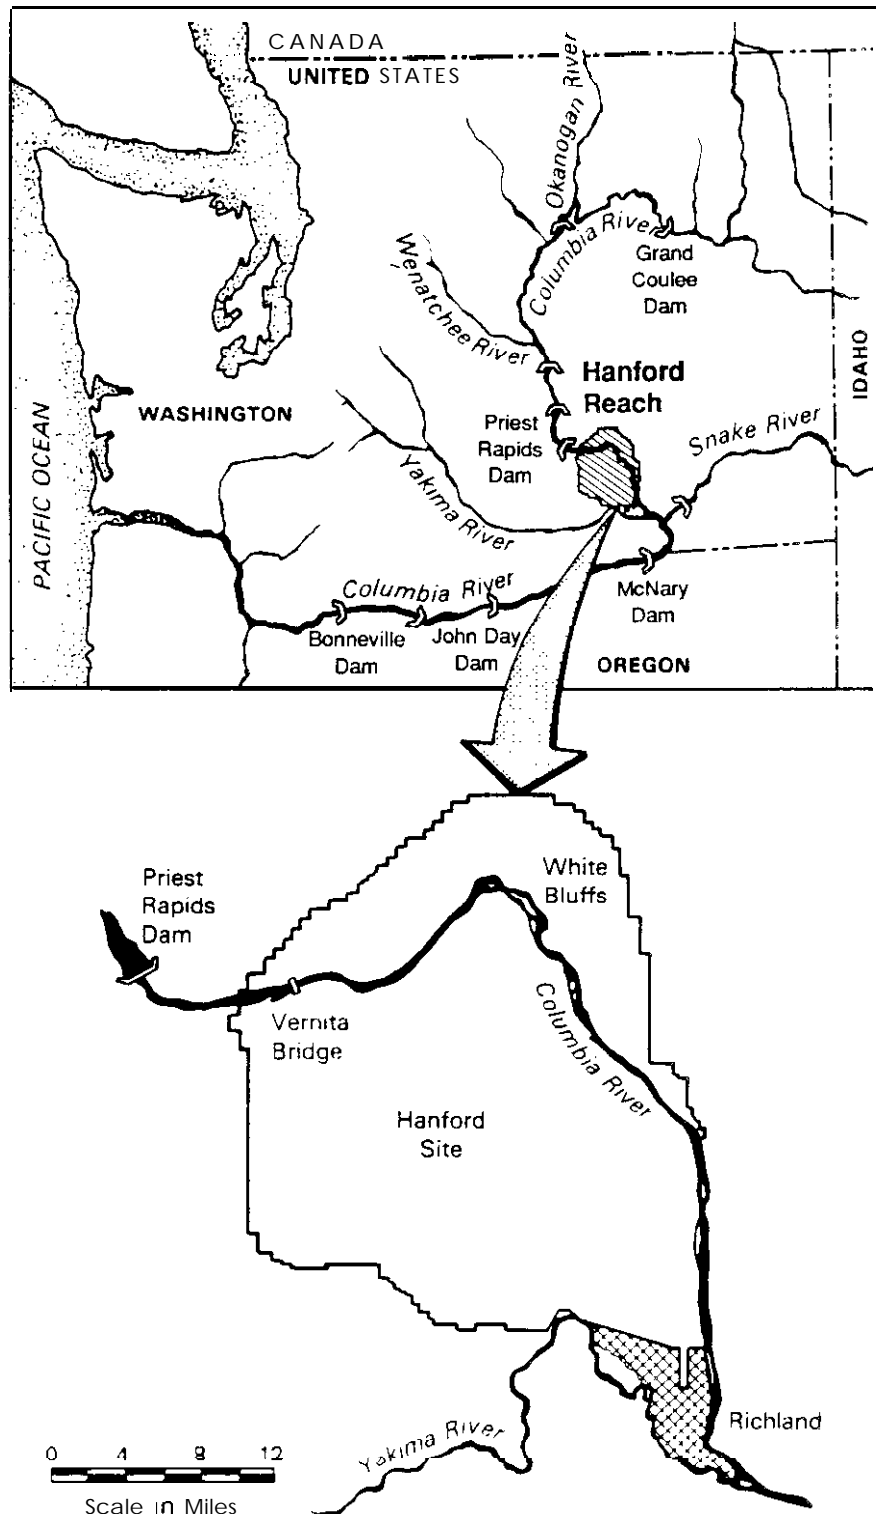 CANADA
UNITED STATES
Okanogan River
Columbia River
Grand
Coulee
Dam
Wenatchee River
IDAHO
Hanford
Reach
WASHINGTON
Priest
Rapids
Dam
Snake River
PACIFIC OCEAN
Yakima River
Columbia River
McNary
Dam
Bonneville
Dam
John Day
Dam
OREGON
White
Bluffs
Priest
Rapids
Dam
Columbia River
Vernita
Bridge
Hanford
Site
Richland
Yakima River
0 4 8 12
Scale in Miles